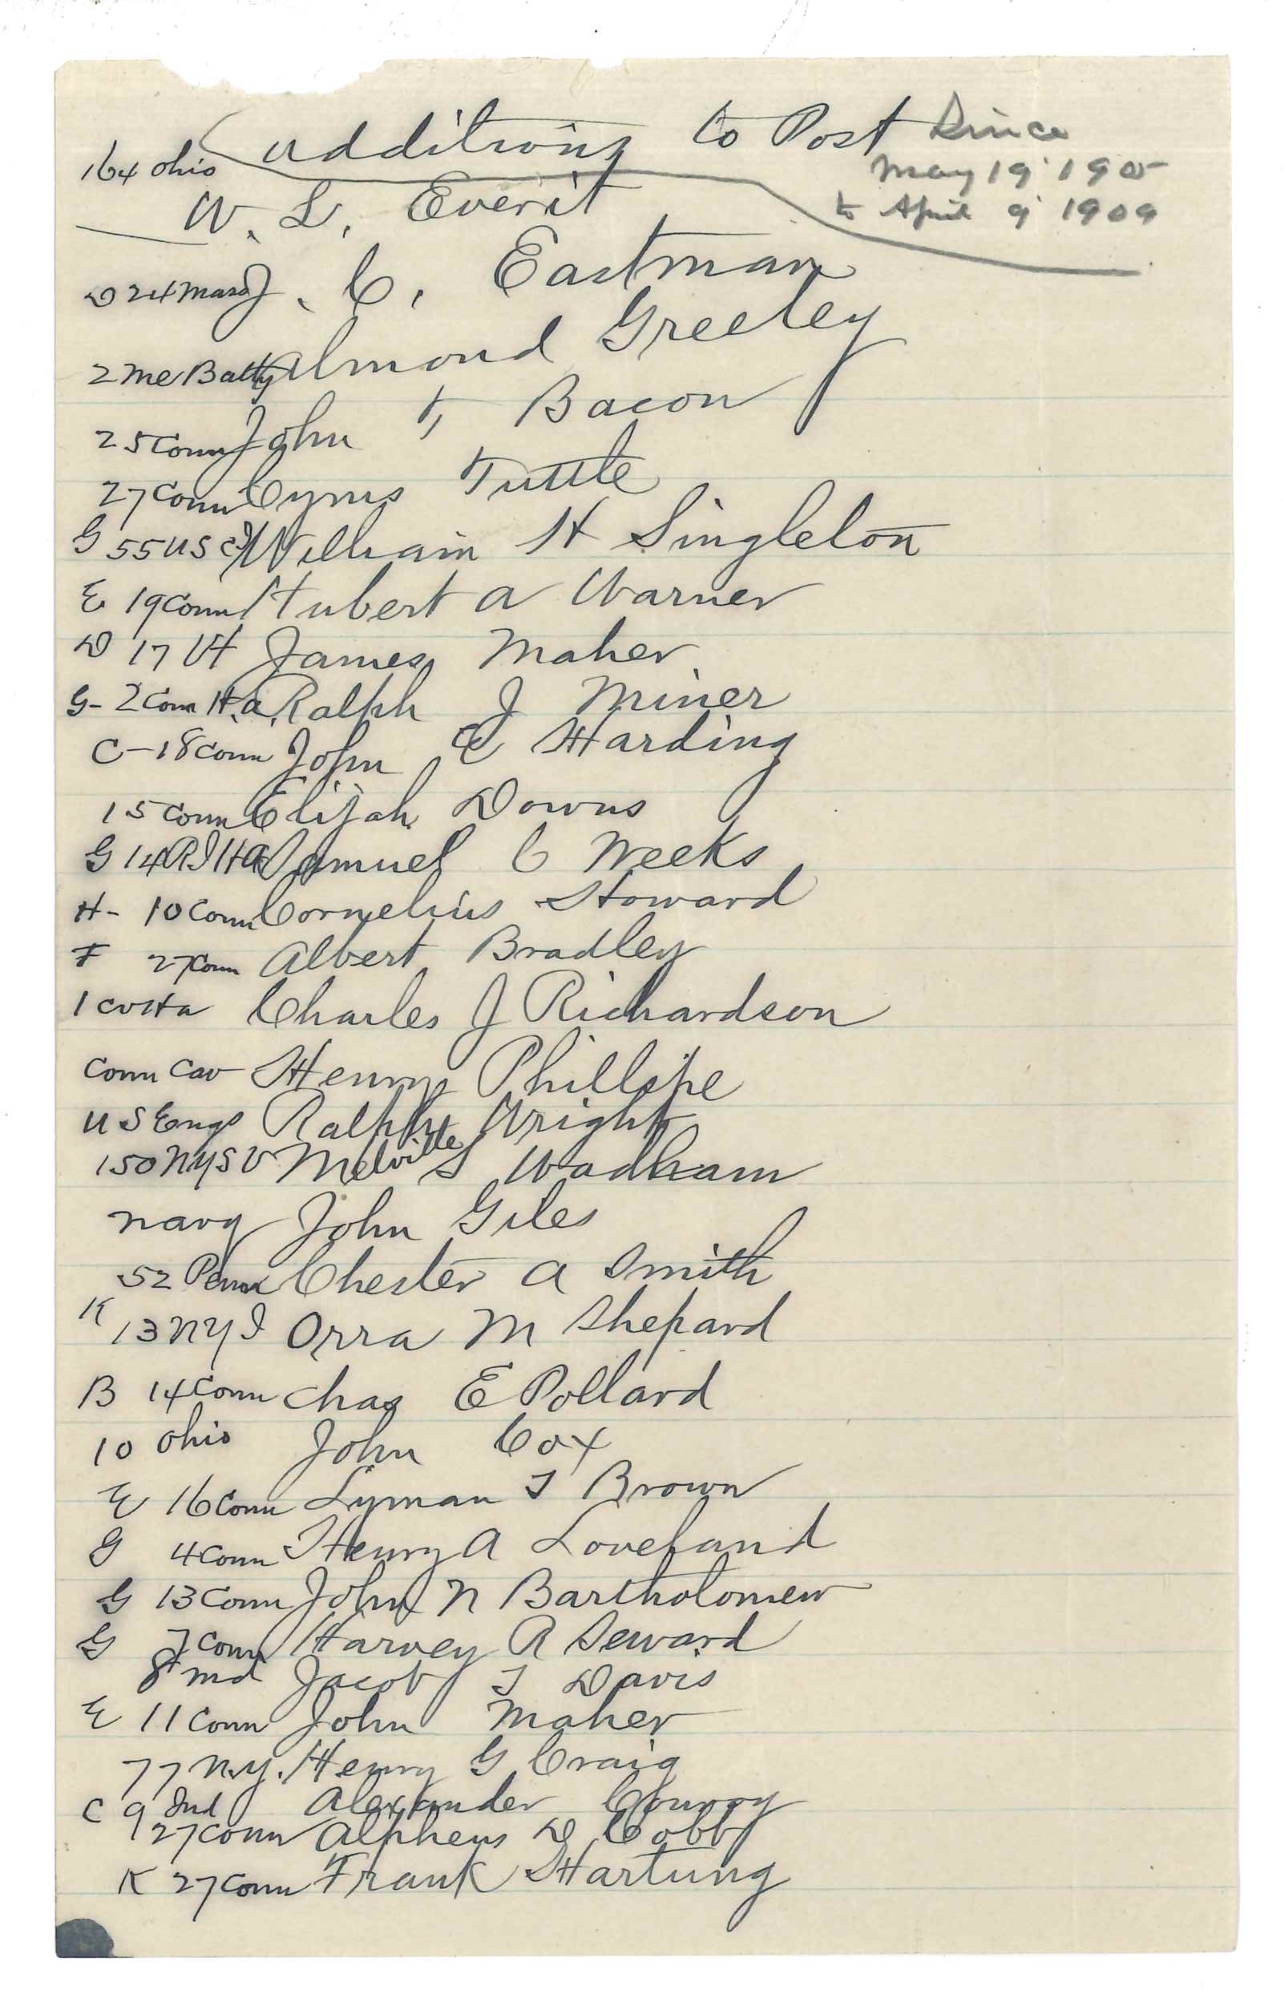 Additions to Post Since
May 19 1905
to April 9 1909
164 Ohio
W. L. Everit
D 24 Mass J. C. Eastman
2 Me Batty Almond Greeley
25 Conn John T, Bacon
27 Conn Cyrus Tuttle
G 55 U S C I William H Singleton
E 19 Conn Hubert A Warner
D 17 Vt James Maher
G- 2 Conn H.a. Ralph J Miner
C-18 Conn John E Harding
15 Conn Elijah Downs
G 14 R I H A Samuel C Weeks
H- 10 Conn Cornelius Howard
F 27 Conn Albert Bradley
1 C V H a Charles J Richardson
Conn Cav Henry Phillipe
U S Engs Ralph Wright
150 N Y S V Melville S Wadham
Navy John Giles
52 Penn Chester A Smith
K 13 N Y I Orra M Shepard
B 14 Conn Chas E Pollard
10 Ohio John Cox
E 16 Conn Lyman T Brown
G 4 Conn Henry A Loveland
G 13 Conn John N Bartholomew
G 7 Conn Harvey R Seward
8 Md Jacob T Davis
E 11 Conn John Maher
77 N.Y. Henry G Craig
C 9 Ind Alexander Conroy
27 Conn Alpheus D Cobb
K 27 Conn Frank Hartung